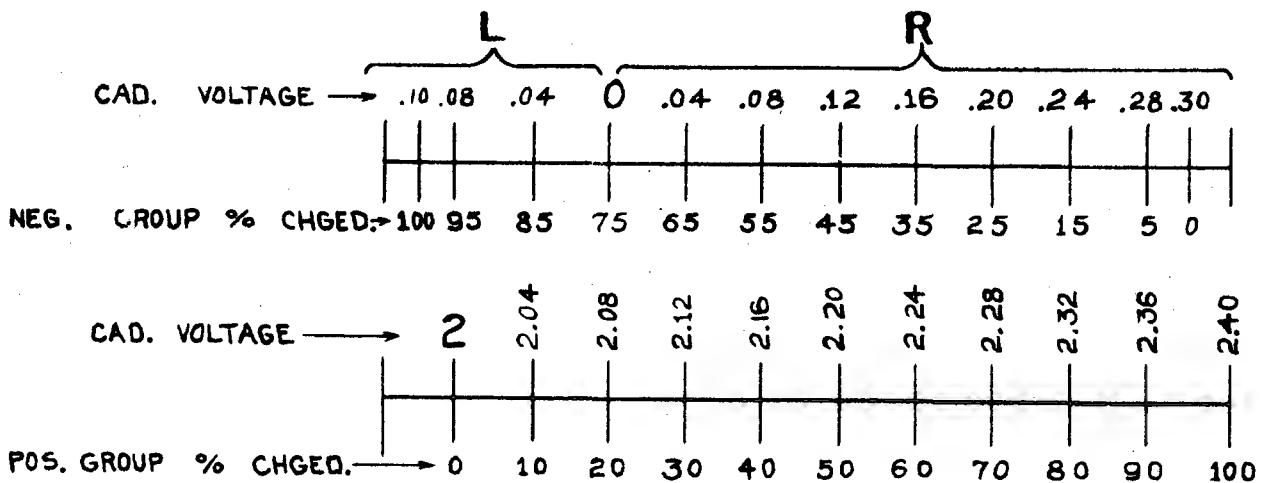 L R
CAD. VOLTAGE → .10 .08 .04 0 .04 .08 .12 .16 .20 .24 .28 .30
NEG. GROUP % CHGED.→ 100 95 85 75 65 55 45 35 25 15 5 0
CAD. VOLTAGE → 2 2.04 2.08 2.12 2.16 2.20 2.24 2.28 2.32 2.36 2.40
POS. GROUP % CHGED.→ 0 10 20 30 40 50 60 70 80 90 100